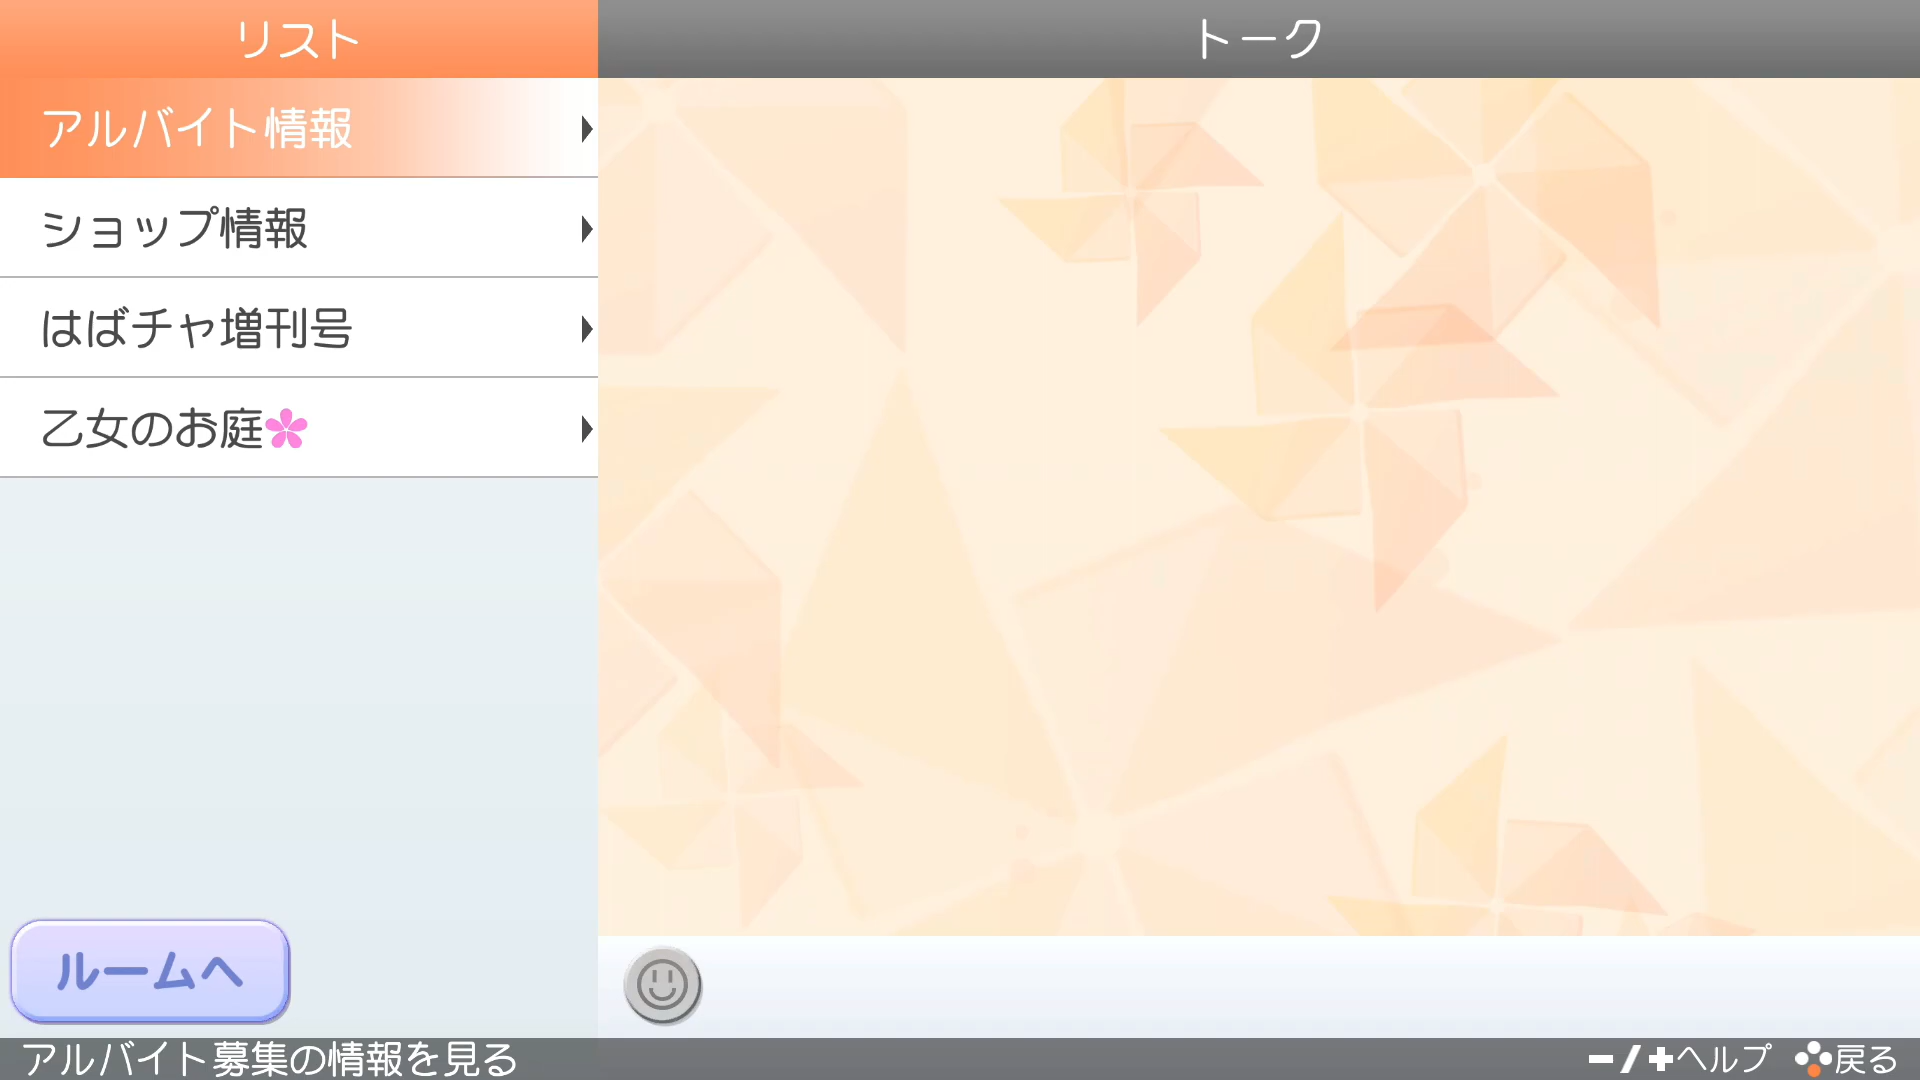 リスト
トーク
アルバイト情報
ショップ情報
はばチャ増刊号
乙女のお庭
ルームへ
アルバイト募集の情報を見る
-/+ヘルプ 戻る